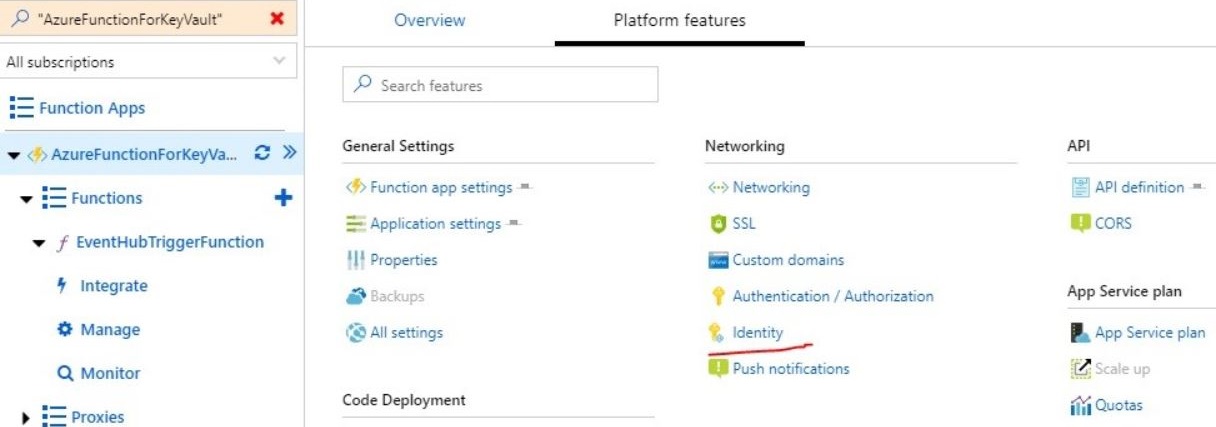 "AzureFunctionForKeyVault"
All subscriptions
Function Apps
AzureFunctionForKeyVa...
Functions
EventHubTriggerFunction
Integrate
Manage
Monitor
Proxies
Overview
Platform features
Search features
General Settings
Function app settings
Application settings
Properties
Backups
All settings
Code Deployment
Networking
Networking
SSL
Custom domains
Authentication / Authorization
Identity
Push notifications
API
API definition
CORS
App Service plan
App Service plan
Scale up
Quotas